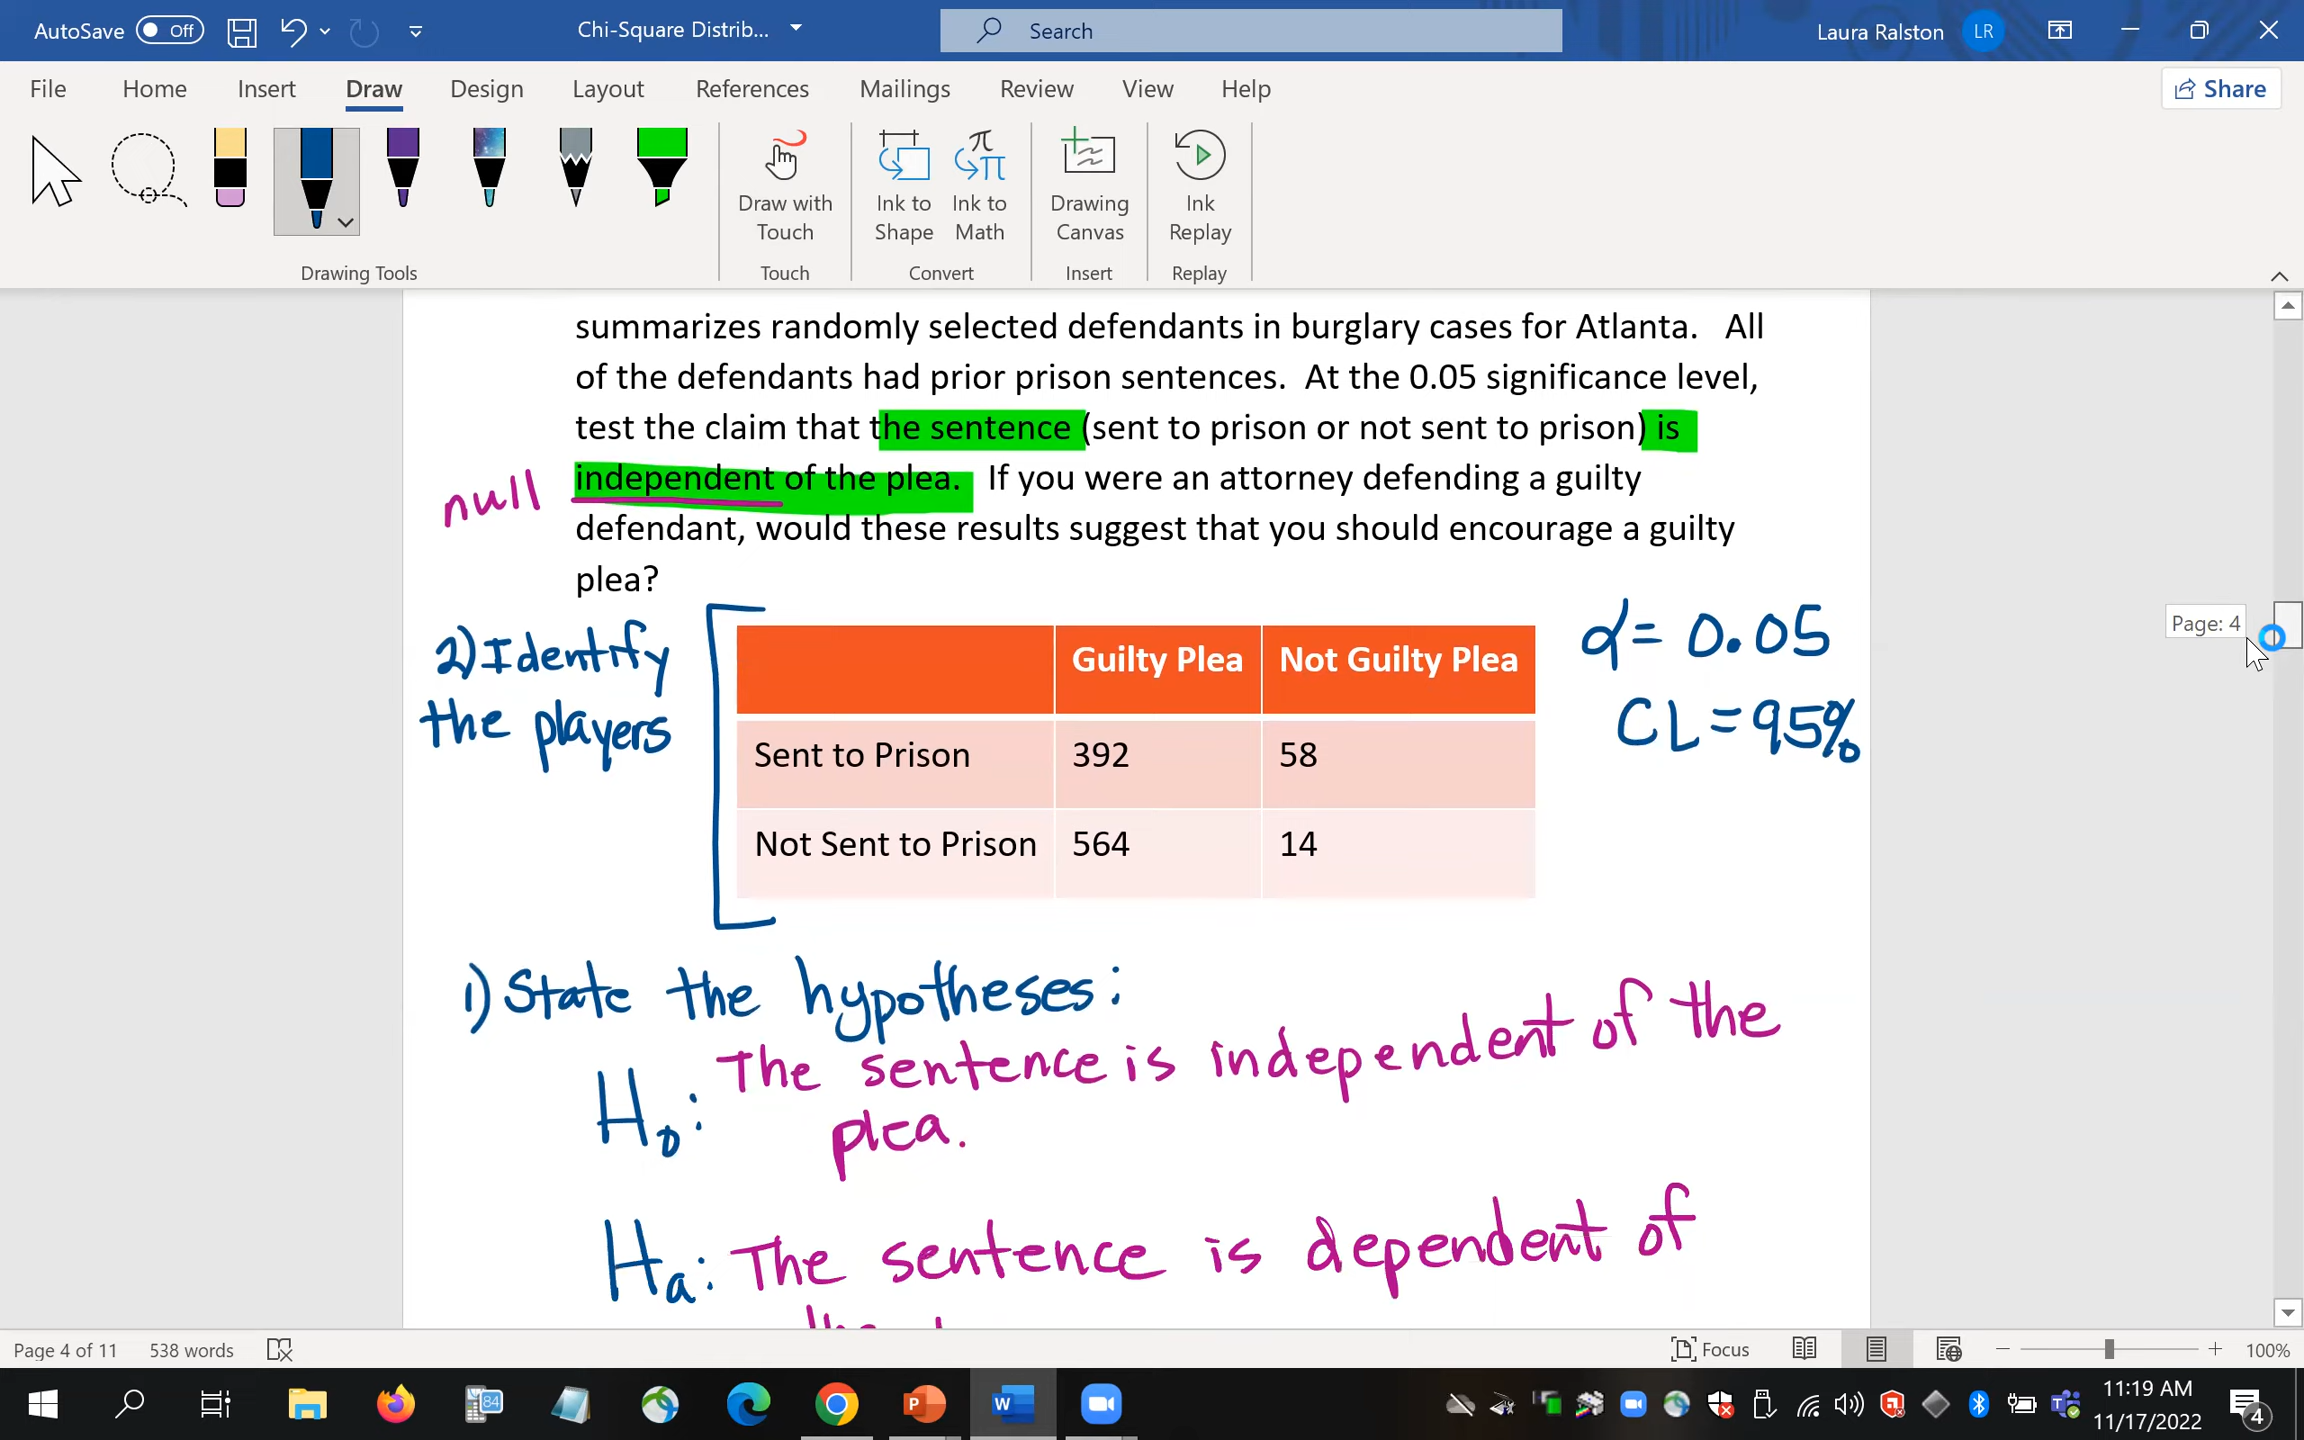 AutoSave Off Chi-Square Distrib... Search Laura Ralston LR
File Home Insert Draw Design Layout References Mailings Review View Help Share
Draw with Touch
Ink to Shape
Ink to Math
Drawing Canvas
Ink Replay
Drawing Tools Touch Convert Insert Replay
summarizes randomly selected defendants in burglary cases for Atlanta. All
of the defendants had prior prison sentences. At the 0.05 significance level,
test the claim that the sentence (sent to prison or not sent to prison) is
null independent of the plea. If you were an attorney defending a guilty
defendant, would these results suggest that you should encourage a guilty
plea?
2) Identify
the players
Guilty Plea Not Guilty Plea
Sent to Prison 392 58
Not Sent to Prison 564 14
α = 0.05
CL = 95%
Page: 4
1) State the hypotheses:
H₀: The sentence is independent of the
plea.
Ha: The sentence is dependent of
the
Page 4 of 11 538 words Focus 100%
84
11:19 AM
11/17/2022
4